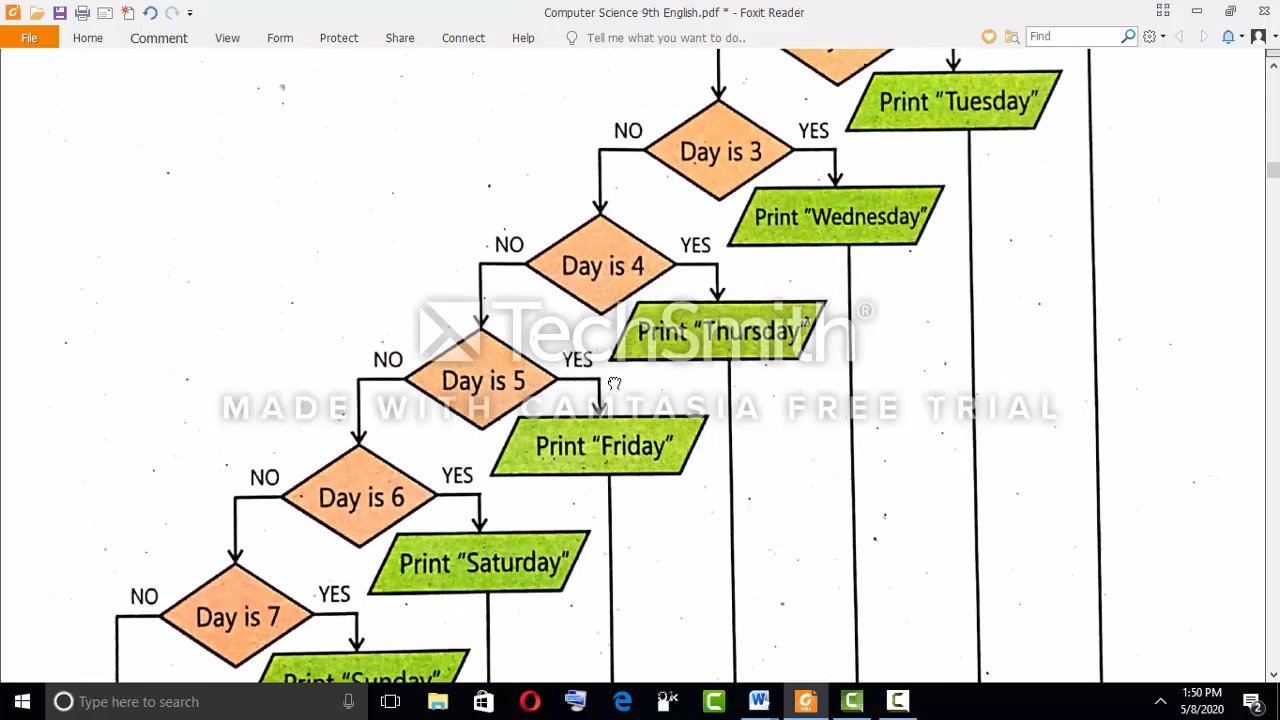 Computer Science 9th English.pdf * - Foxit Reader
File Home Comment View Form Protect Share Connect Help Tell me what you want to do.. Find
Print "Tuesday"
NO YES
Day is 3
Print "Wednesday"
NO YES
Day is 4
Print "Thursday"
TechSmith®
NO YES
Day is 5
MADE WITH CAMTASIA FREE TRIAL
Print "Friday"
NO YES
Day is 6
Print "Saturday"
NO YES
Day is 7
Print "Sunday"
Type here to search
1:50 PM
5/8/2020
2